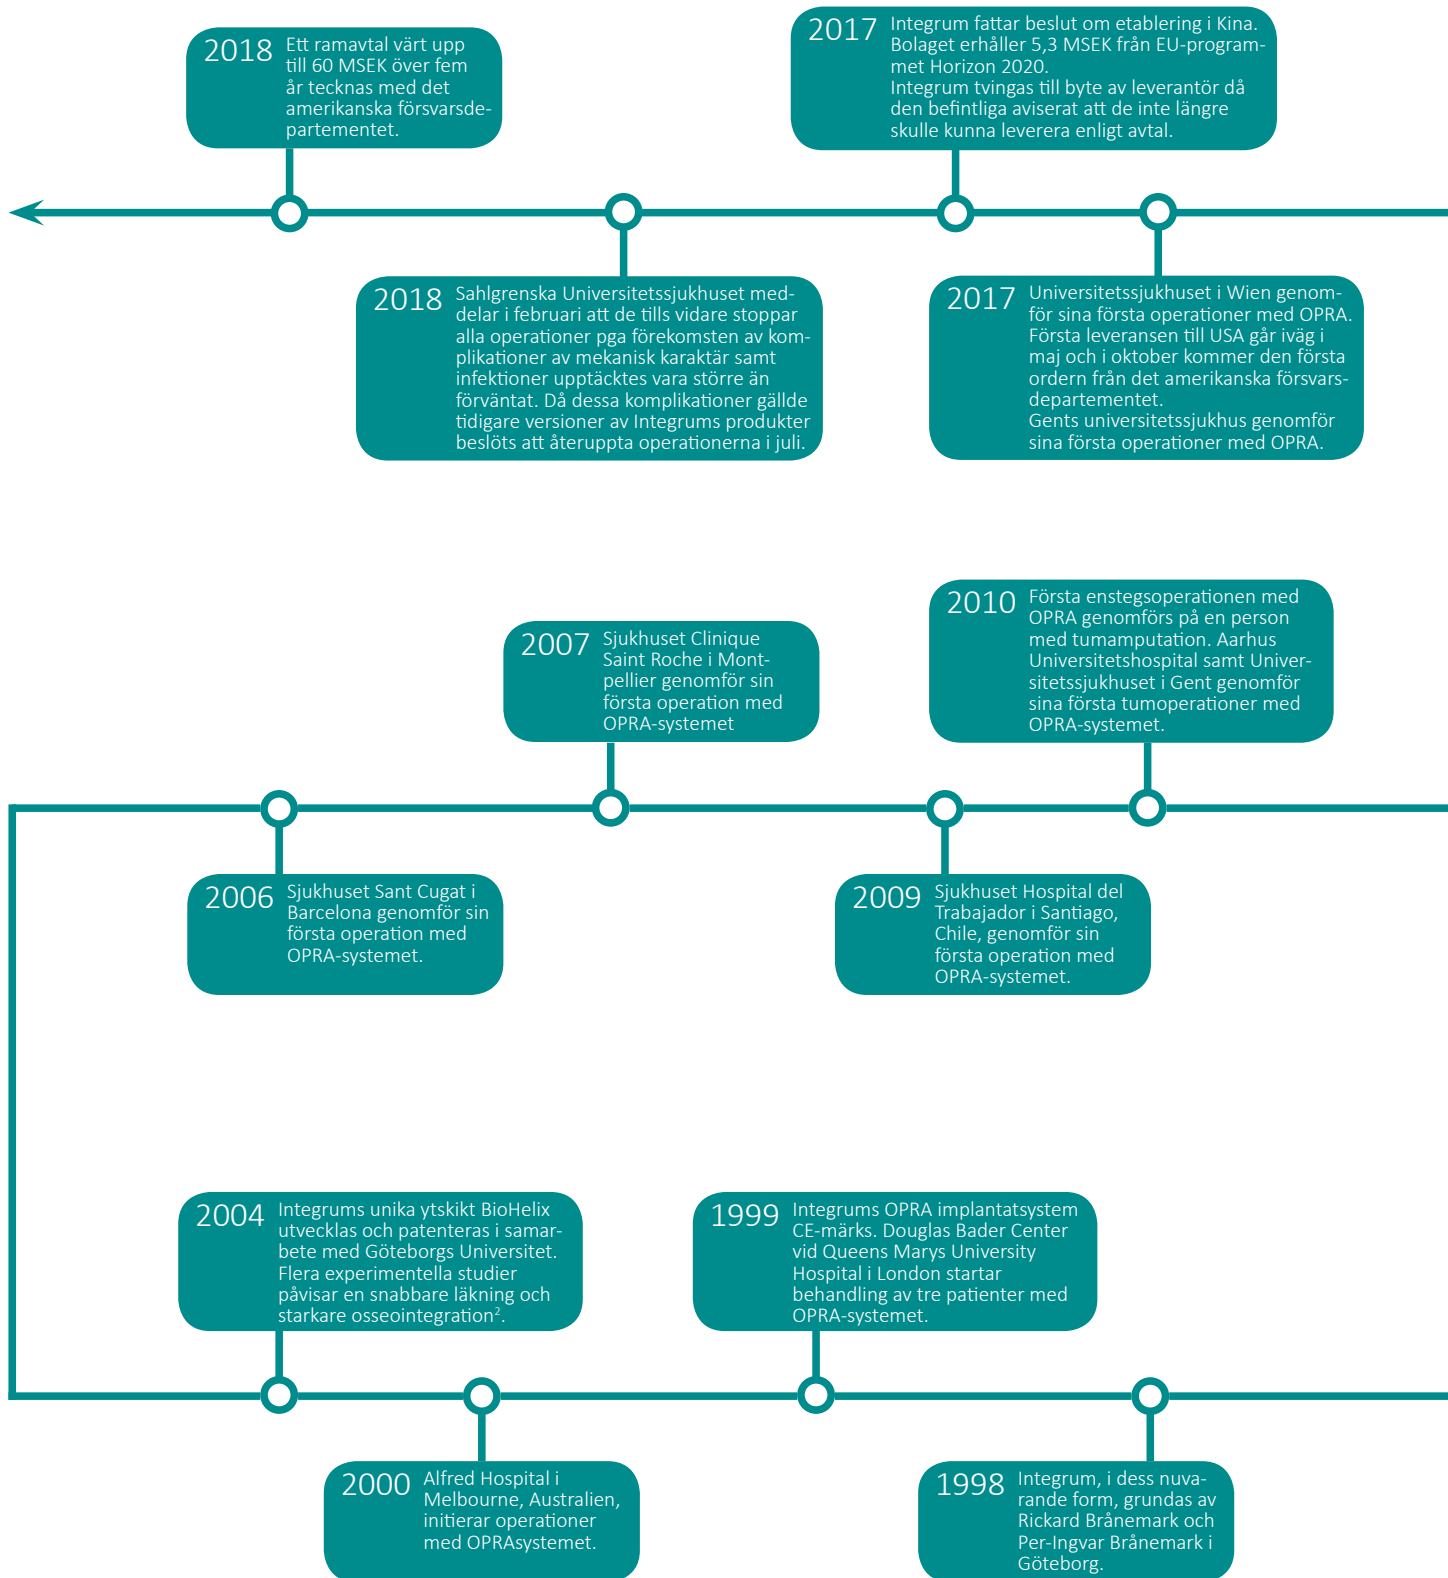 2018
Ett ramavtal värt upp
till 60 MSEK över fem
år tecknas med det
amerikanska försvarsde-
partementet.
2017
Integrum fattar beslut om etablering i Kina.
Bolaget erhåller 5,3 MSEK från EU-program-
met Horizon 2020.
Integrum tvingas till byte av leverantör då
den befintliga aviserat att de inte längre
skulle kunna leverera enligt avtal.
2018
Sahlgrenska Universitetssjukhuset med-
delar i februari att de tills vidare stoppar
alla operationer pga förekomsten av kom-
plikationer av mekanisk karaktär samt
infektioner upptäcktes vara större än
förväntat. Då dessa komplikationer gällde
tidigare versioner av Integrums produkter
beslöts att återuppta operationerna i juli.
2017
Universitetssjukhuset i Wien genom-
för sina första operationer med OPRA.
Första leveransen till USA går iväg i
maj och i oktober kommer den första
ordern från det amerikanska försvars-
departementet.
Gents universitetssjukhus genomför
sina första operationer med OPRA.
2007
Sjukhuset Clinique
Saint Roche i Mont-
pellier genomför sin
första operation med
OPRA-systemet
2010
Första enstegsoperationen med
OPRA genomförs på en person
med tumamputation. Aarhus
Universitetshospital samt Univer-
sitetssjukhuset i Gent genomför
sina första tumoperationer med
OPRA-systemet.
2006
Sjukhuset Sant Cugat i
Barcelona genomför sin
första operation med
OPRA-systemet.
2009
Sjukhuset Hospital del
Trabajador i Santiago,
Chile, genomför sin
första operation med
OPRA-systemet.
2004
Integrums unika ytskikt BioHelix
utvecklas och patenteras i samar-
bete med Göteborgs Universitet.
Flera experimentella studier
påvisar en snabbare läkning och
starkare osseointegration².
1999
Integrums OPRA implantatsystem
CE-märks. Douglas Bader Center
vid Queens Marys University
Hospital i London startar
behandling av tre patienter med
OPRA-systemet.
2000
Alfred Hospital i
Melbourne, Australien,
initierar operationer
med OPRAsystemet.
1998
Integrum, i dess nuva-
rande form, grundas av
Rickard Brånemark och
Per-Ingvar Brånemark i
Göteborg.